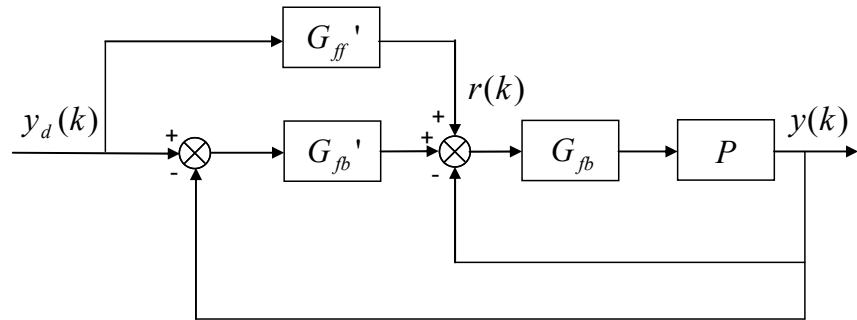 G_ff '
r(k)
y_d(k)
+
-
G_fb '
+
+
-
G_fb
P
y(k)